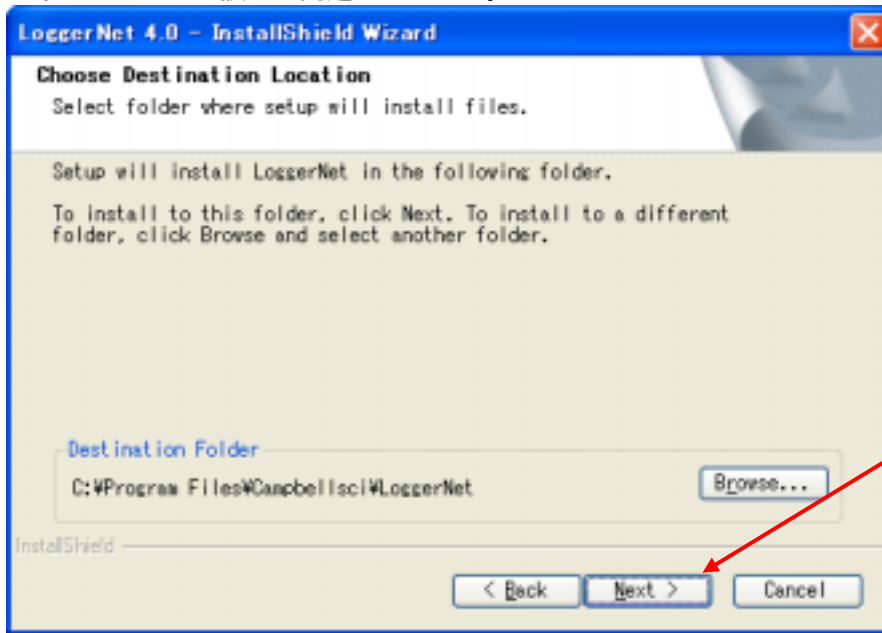 LoggerNet 4.0 - InstallShield Wizard
Choose Destination Location
Select folder where setup will install files.
Setup will install LoggerNet in the following folder.
To install to this folder, click Next. To install to a different
folder, click Browse and select another folder.
Destination Folder
C:¥Program Files¥Campbellsci¥LoggerNet
Browse...
InstallShield
< Back
Next >
Cancel